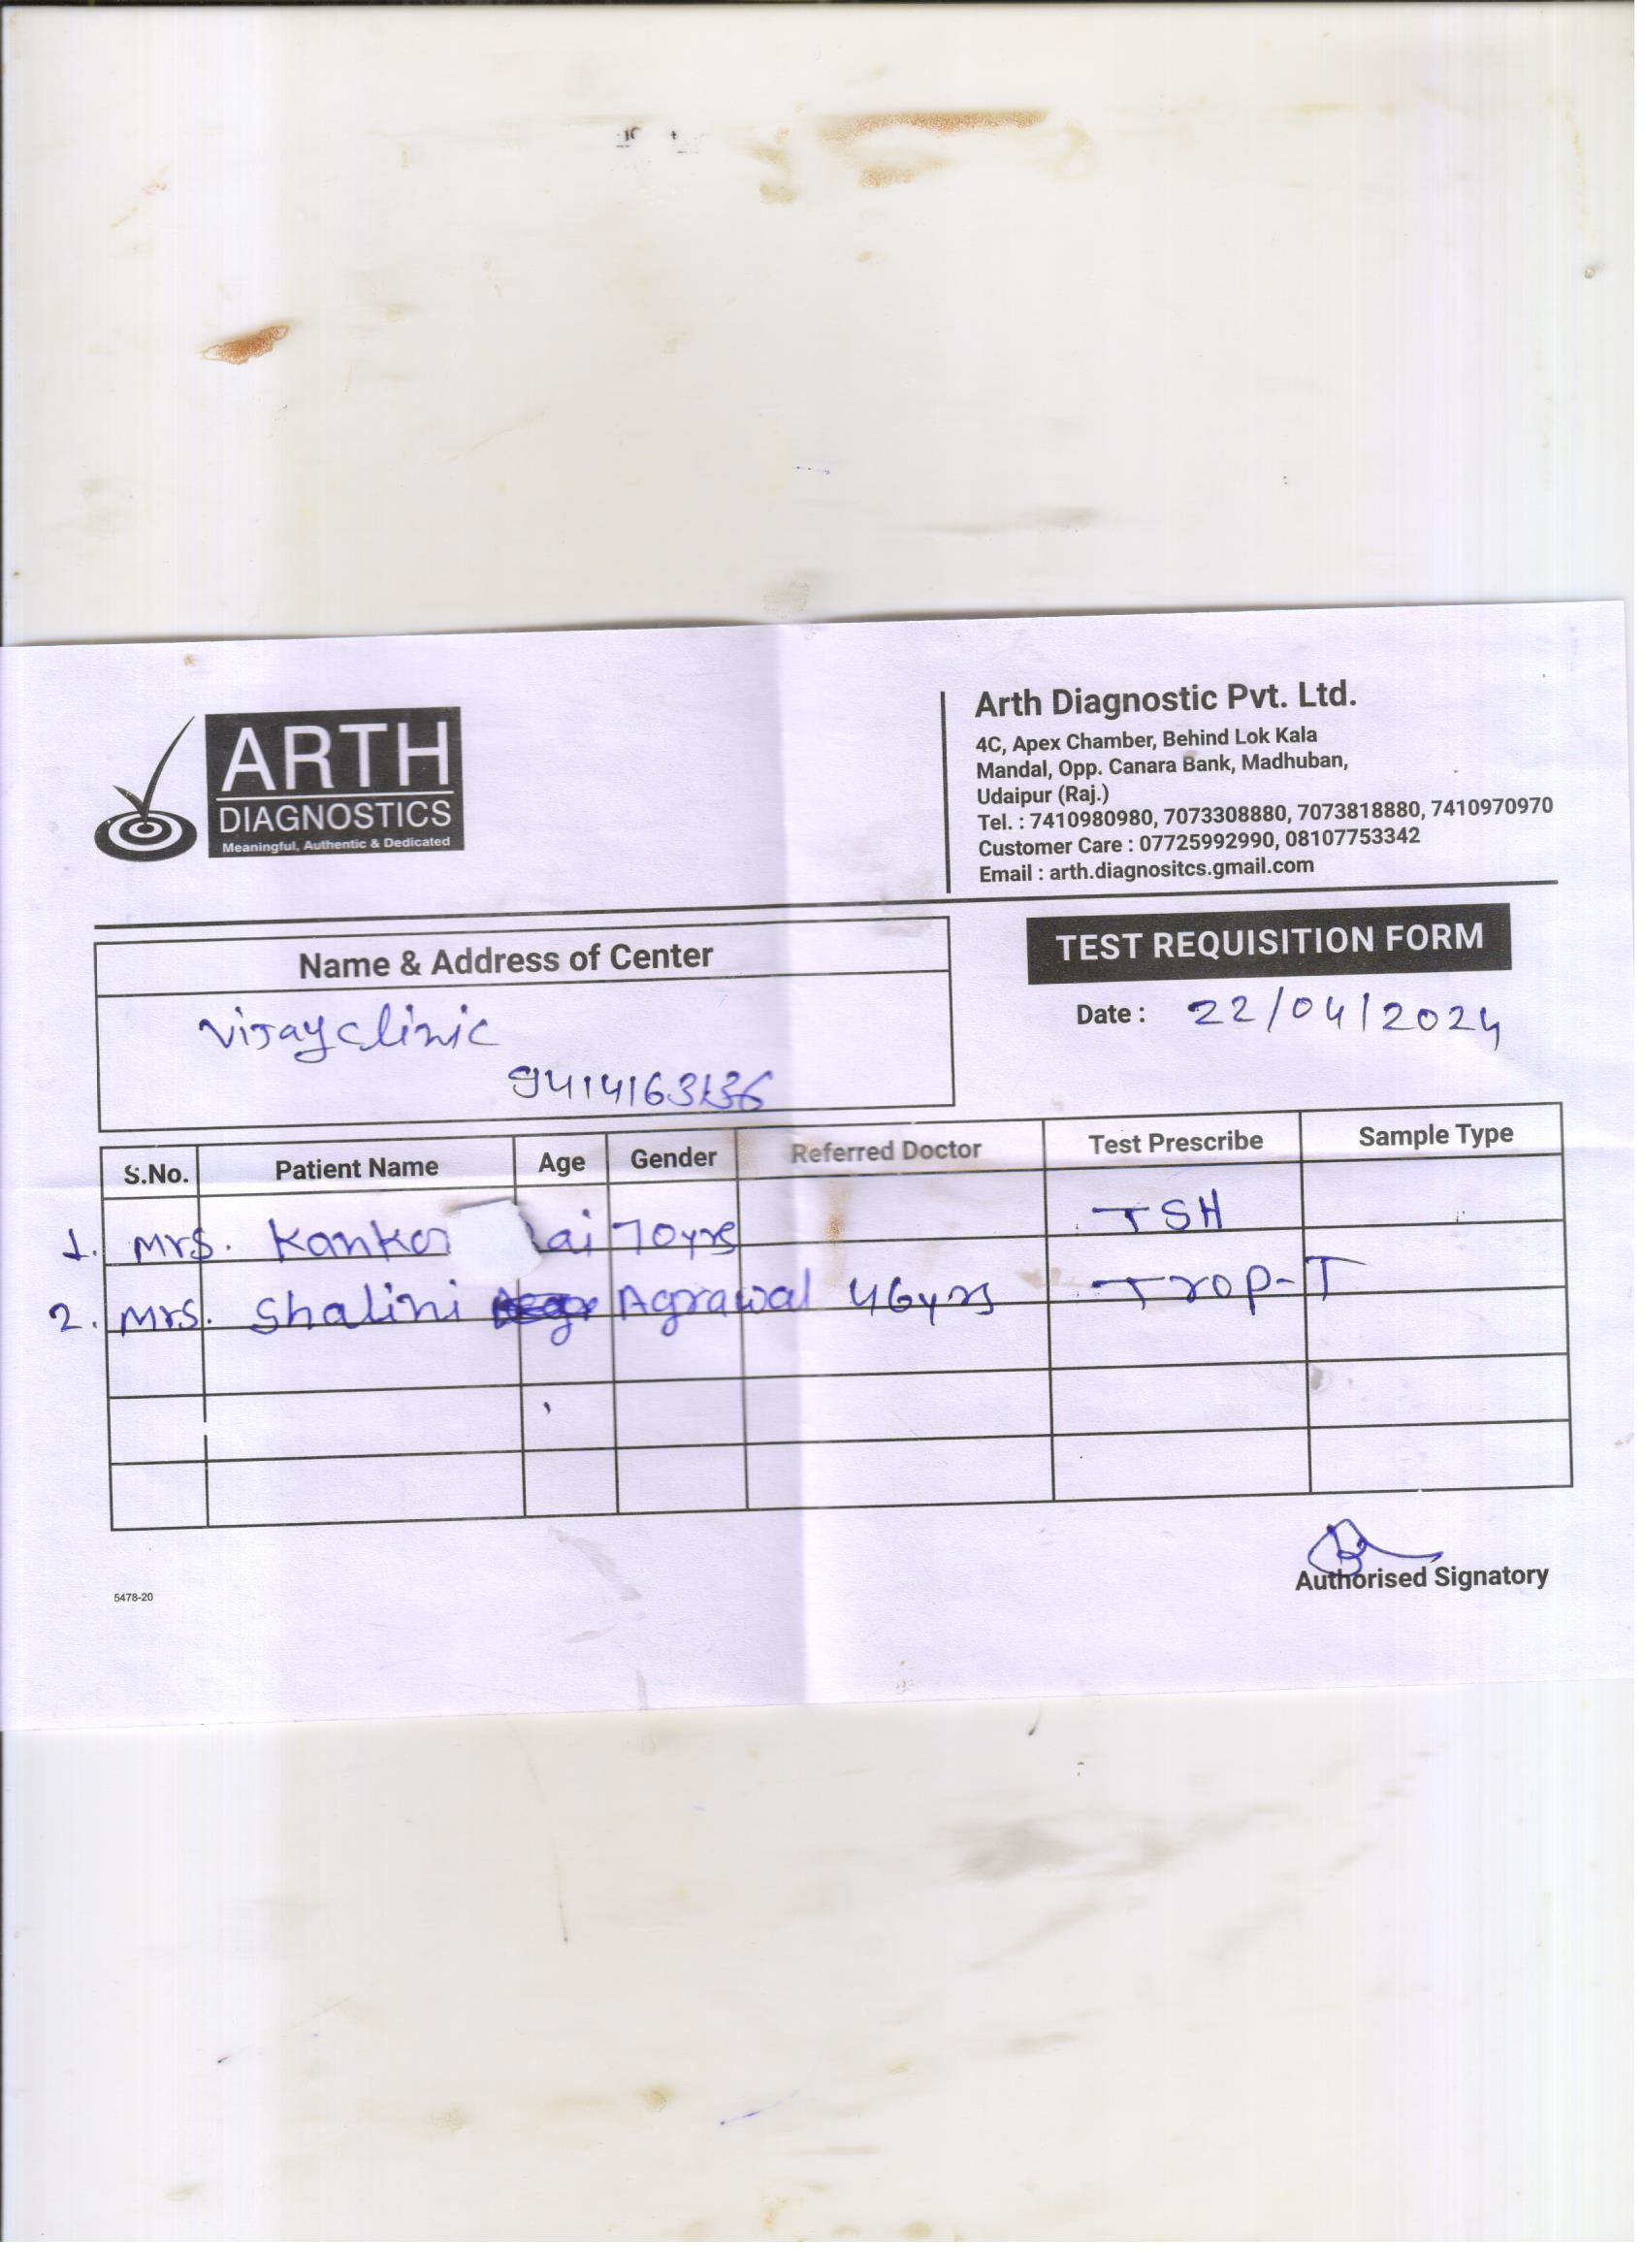 ARTH
DIAGNOSTICS
Meaningful, Authentic & Dedicated
Arth Diagnostic Pvt. Ltd.
4C, Apex Chamber, Behind Lok Kala
Mandal, Opp. Canara Bank, Madhuban,
Udaipur (Raj.)
Tel. : 7410980980, 7073308880, 7073818880, 7410970970
Customer Care : 07725992990, 08107753342
Email : arth.diagnositcs.gmail.com
Name & Address of Center
TEST REQUISITION FORM
Vijay clinic
Date : 22/04/2024
S.No. Patient Name Age Gender Referred Doctor Test Prescribe Sample Type
1. Mrs. 70yrs TSH
2. Mrs. Shalini Agrawal 46yrs Trop-T
Authorised Signatory
5478-20